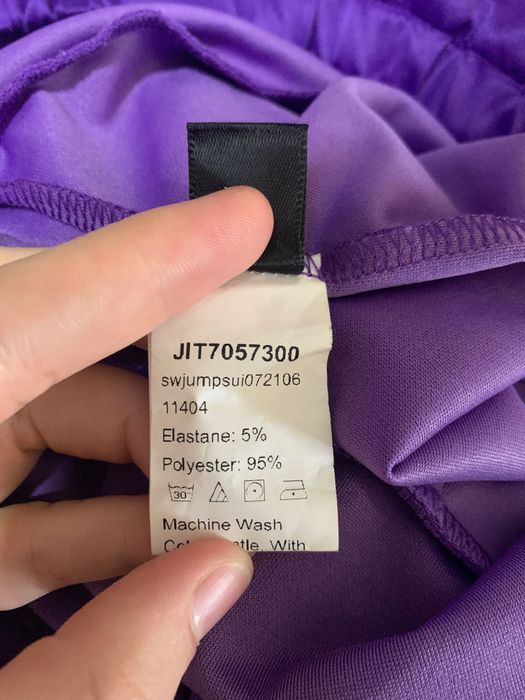 JIT7057300
swjumpsui072106
11404
Elastane: 5%
Polyester: 95%
30°
Machine Wash
With